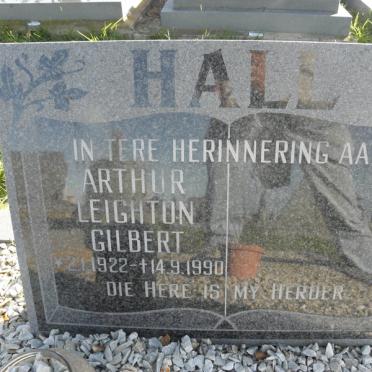 HALL
IN TERE HERINNERING AA
ARTHUR
LEIGHTON
GILBERT
*2.1.1922-†14.9.1990
DIE HERE IS MY HERDER